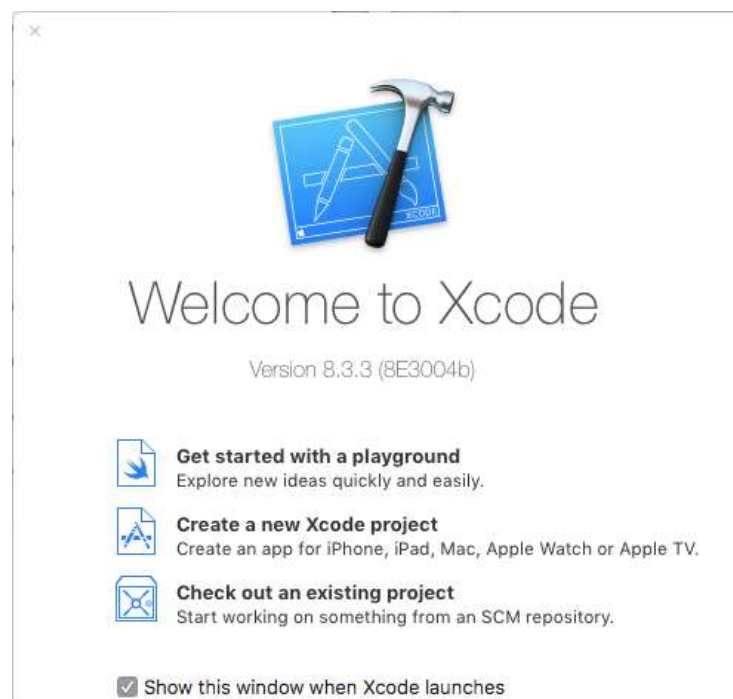 XCODE
Welcome to Xcode
Version 8.3.3 (8E3004b)
Get started with a playground
Explore new ideas quickly and easily.
Create a new Xcode project
Create an app for iPhone, iPad, Mac, Apple Watch or Apple TV.
Check out an existing project
Start working on something from an SCM repository.
Show this window when Xcode launches